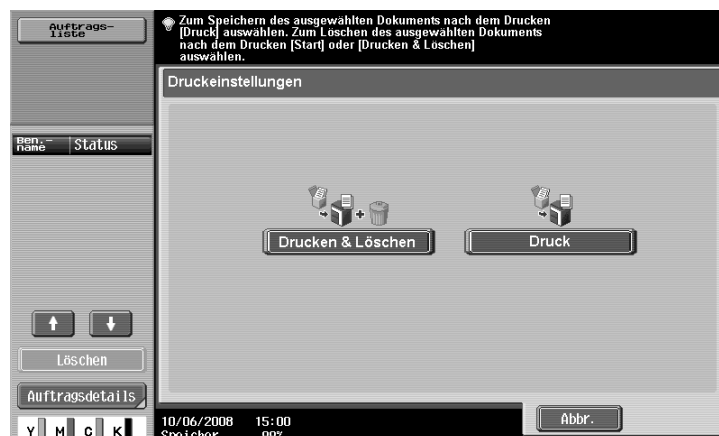 Auftrags-
liste
Zum Speichern des ausgewählten Dokuments nach dem Drucken
[Druck] auswählen. Zum Löschen des ausgewählten Dokuments
nach dem Drucken [Start] oder [Drucken & Löschen]
auswählen.
Druckeinstellungen
Ben.-
name
Status
Drucken & Löschen
Druck
Löschen
Auftragsdetails
Abbr.
10/06/2008 15:00
Speicher 99%
Y M C K